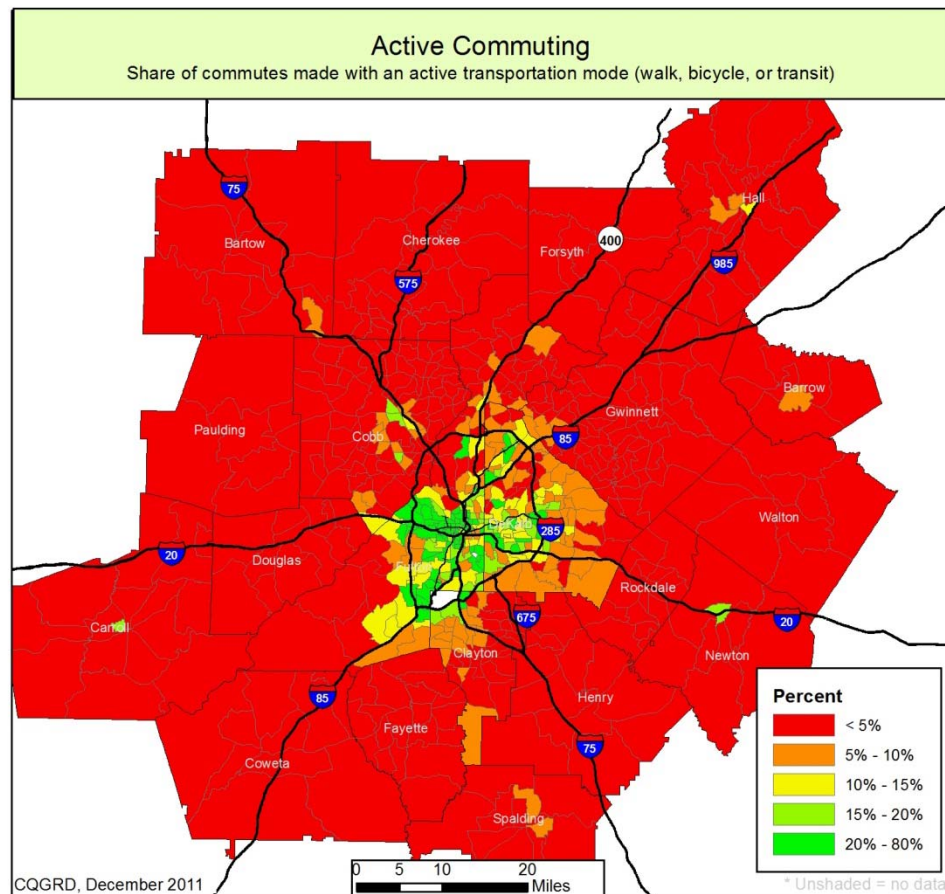 Active Commuting
Share of commutes made with an active transportation mode (walk, bicycle, or transit)
75
Hall
Bartow
Cherokee
Forsyth
400
985
575
Barrow
Gwinnett
Paulding
Cobb
85
Walton
DeKalb
285
20
Douglas
Fulton
Rockdale
Carroll
675
20
Newton
Clayton
85
Henry
Fayette
75
Coweta
Spalding
Percent
< 5%
5% - 10%
10% - 15%
15% - 20%
20% - 80%
0 5 10 20
Miles
CQGRD, December 2011
* Unshaded = no data